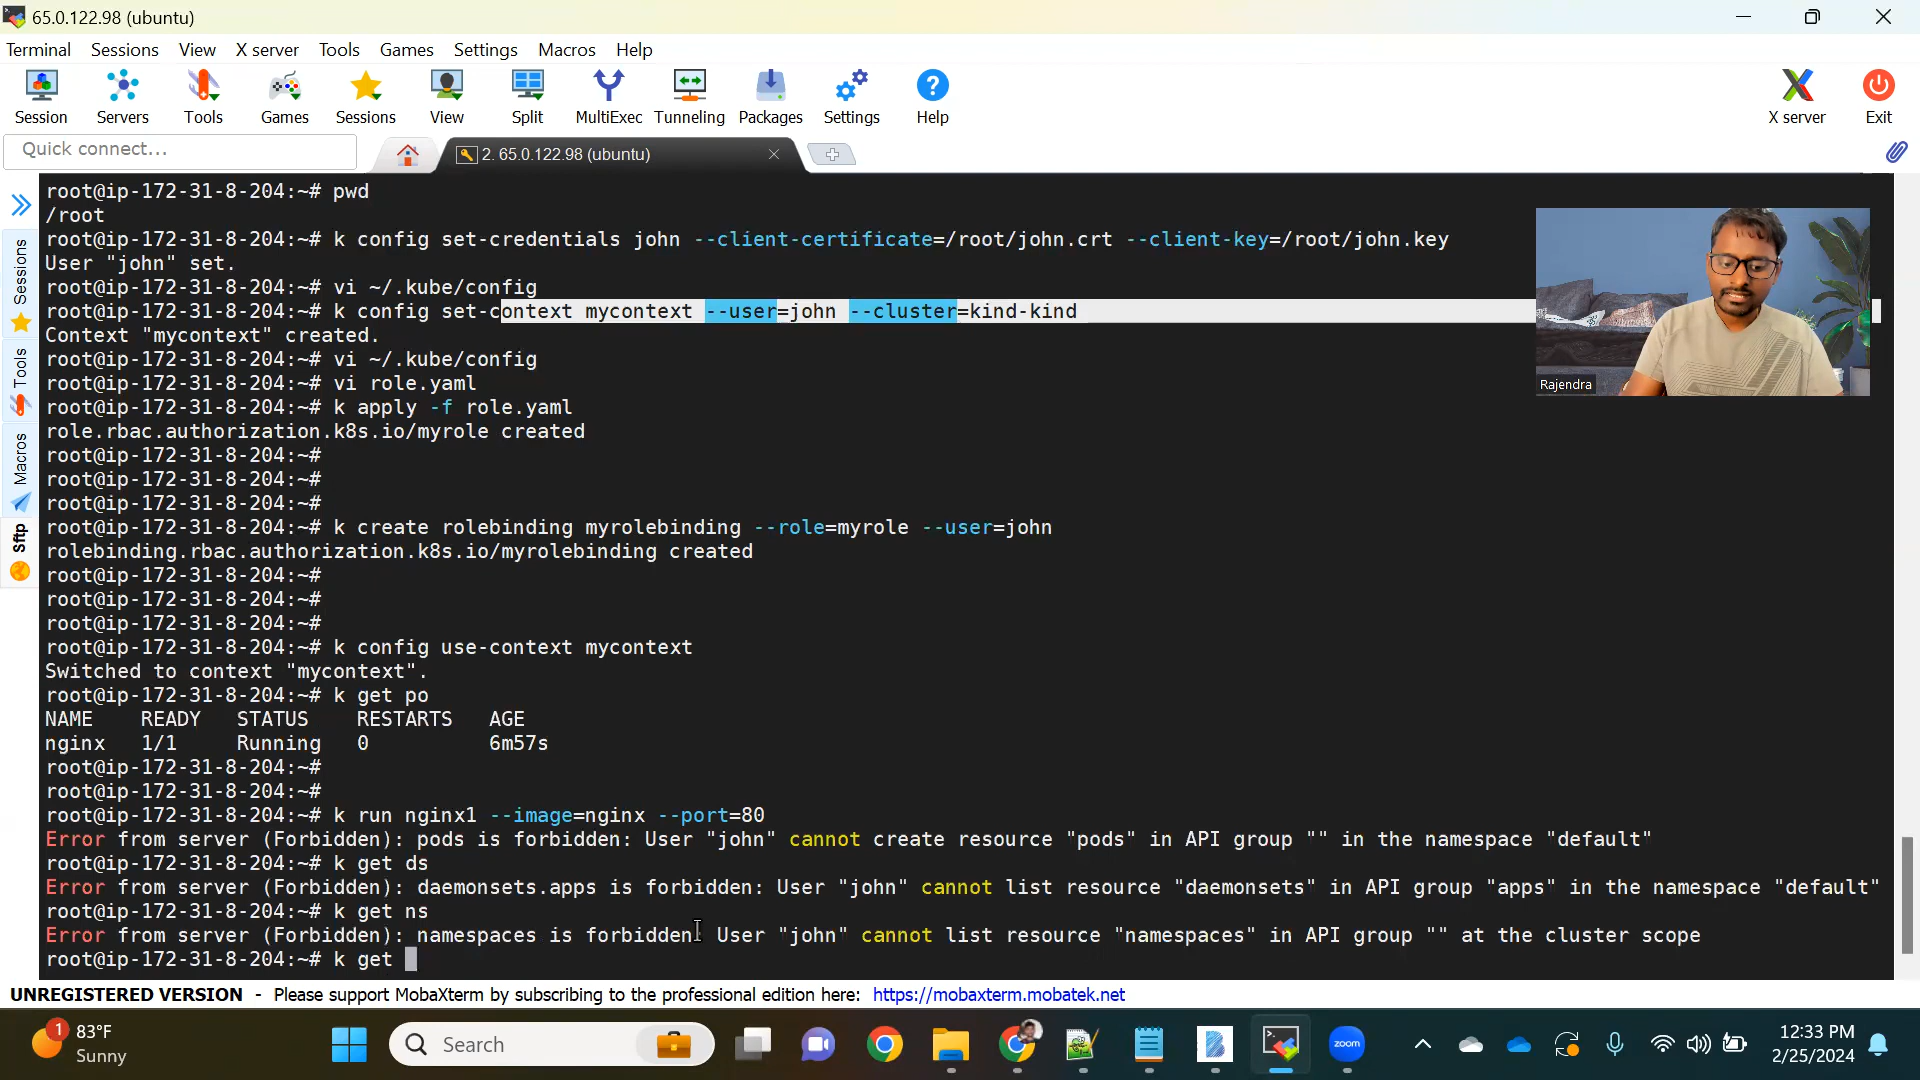 65.0.122.98 (ubuntu)
Terminal Sessions View X server Tools Games Settings Macros Help
Session Servers Tools Games Sessions View Split MultiExec Tunneling Packages Settings Help X server Exit
Quick connect...
2. 65.0.122.98 (ubuntu)
Sessions
Tools
Macros
Sftp
root@ip-172-31-8-204:~# pwd
/root
root@ip-172-31-8-204:~# k config set-credentials john --client-certificate=/root/john.crt --client-key=/root/john.key
User "john" set.
root@ip-172-31-8-204:~# vi ~/.kube/config
root@ip-172-31-8-204:~# k config set-context mycontext --user=john --cluster=kind-kind
Context "mycontext" created.
root@ip-172-31-8-204:~# vi ~/.kube/config
root@ip-172-31-8-204:~# vi role.yaml
root@ip-172-31-8-204:~# k apply -f role.yaml
role.rbac.authorization.k8s.io/myrole created
root@ip-172-31-8-204:~#
root@ip-172-31-8-204:~#
root@ip-172-31-8-204:~#
root@ip-172-31-8-204:~# k create rolebinding myrolebinding --role=myrole --user=john
rolebinding.rbac.authorization.k8s.io/myrolebinding created
root@ip-172-31-8-204:~#
root@ip-172-31-8-204:~#
root@ip-172-31-8-204:~#
root@ip-172-31-8-204:~# k config use-context mycontext
Switched to context "mycontext".
root@ip-172-31-8-204:~# k get po
NAME READY STATUS RESTARTS AGE
nginx 1/1 Running 0 6m57s
root@ip-172-31-8-204:~#
root@ip-172-31-8-204:~#
root@ip-172-31-8-204:~# k run nginx1 --image=nginx --port=80
Error from server (Forbidden): pods is forbidden: User "john" cannot create resource "pods" in API group "" in the namespace "default"
root@ip-172-31-8-204:~# k get ds
Error from server (Forbidden): daemonsets.apps is forbidden: User "john" cannot list resource "daemonsets" in API group "apps" in the namespace "default"
root@ip-172-31-8-204:~# k get ns
Error from server (Forbidden): namespaces is forbidden: User "john" cannot list resource "namespaces" in API group "" at the cluster scope
root@ip-172-31-8-204:~# k get
Rajendra
UNREGISTERED VERSION - Please support MobaXterm by subscribing to the professional edition here: https://mobaxterm.mobatek.net
1
83°F
Sunny
Search
zoom
12:33 PM
2/25/2024